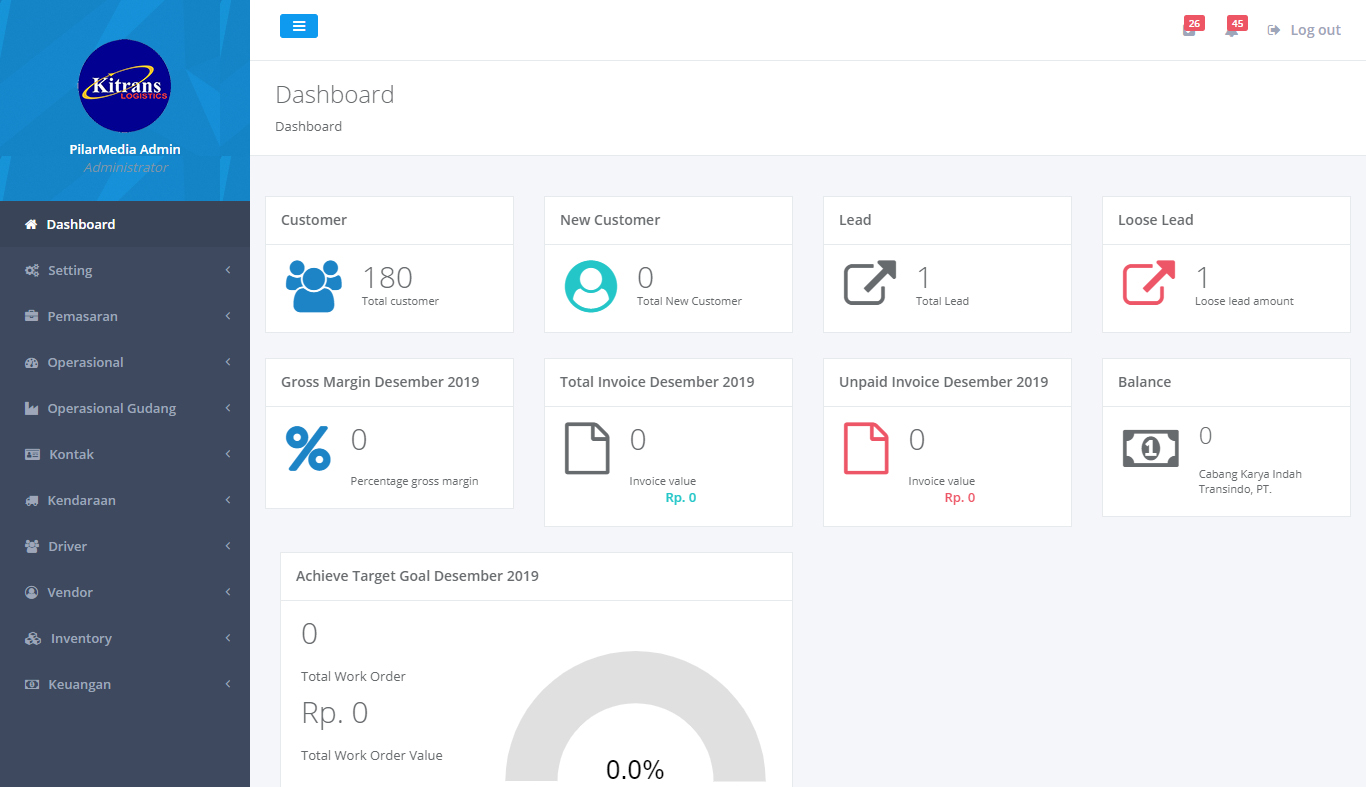 Kitrans
LOGISTICS
PilarMedia Admin
Administrator
Dashboard
Setting
Pemasaran
Operasional
Operasional Gudang
Kontak
Kendaraan
Driver
Vendor
Inventory
Keuangan
26
45
Log out
Dashboard
Dashboard
Customer
180
Total customer
New Customer
0
Total New Customer
Lead
1
Total Lead
Loose Lead
1
Loose lead amount
Gross Margin Desember 2019
0
Percentage gross margin
Total Invoice Desember 2019
0
Invoice value
Rp. 0
Unpaid Invoice Desember 2019
0
Invoice value
Rp. 0
Balance
1
0
Cabang Karya Indah
Transindo, PT.
Achieve Target Goal Desember 2019
0
Total Work Order
Rp. 0
Total Work Order Value
0.0%